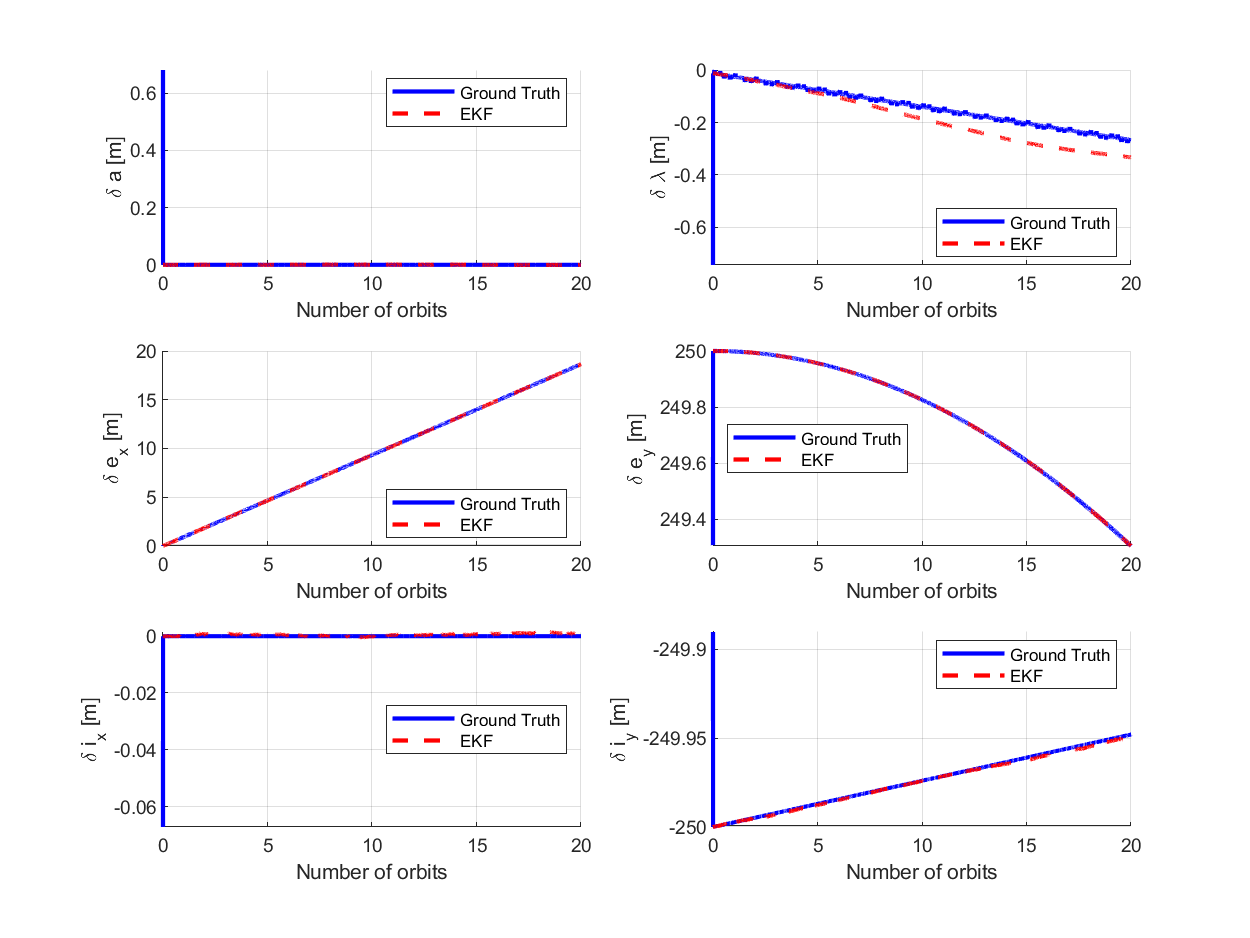 δ a [m]
0.6
0.4
0.2
0
Ground Truth
EKF
0 5 10 15 20
Number of orbits
δ λ [m]
0
-0.2
-0.4
-0.6
Ground Truth
EKF
0 5 10 15 20
Number of orbits
δ e_x [m]
20
15
10
5
0
Ground Truth
EKF
0 5 10 15 20
Number of orbits
δ e_y [m]
250
249.8
249.6
249.4
Ground Truth
EKF
0 5 10 15 20
Number of orbits
δ i_x [m]
0
-0.02
-0.04
-0.06
Ground Truth
EKF
0 5 10 15 20
Number of orbits
δ i_y [m]
-249.9
-249.95
-250
Ground Truth
EKF
0 5 10 15 20
Number of orbits